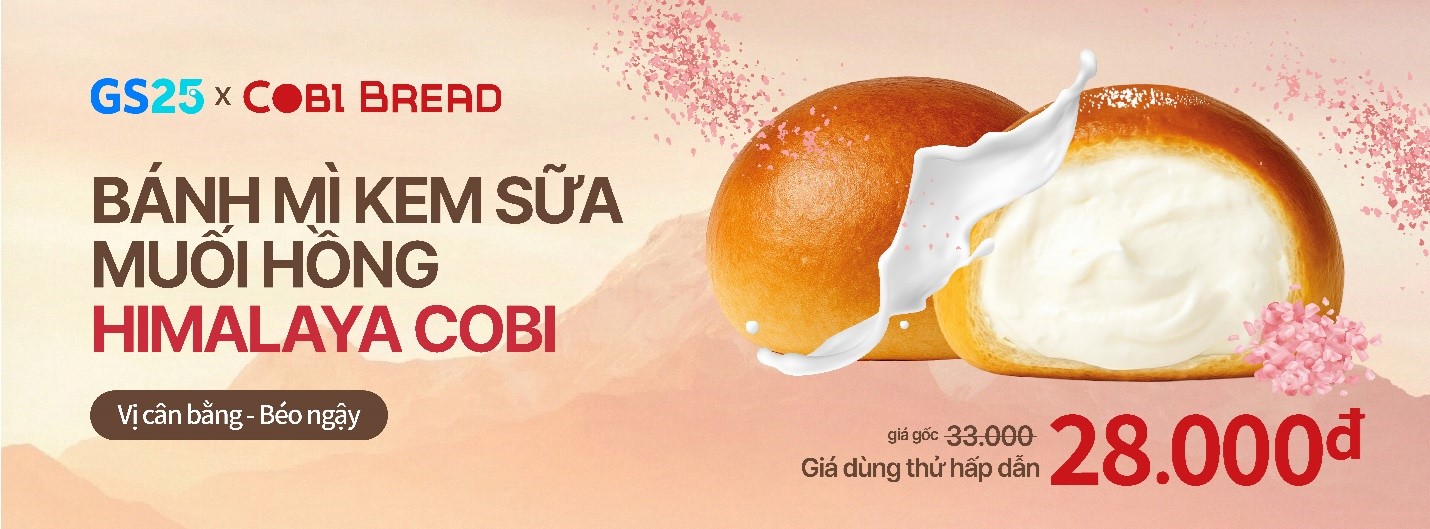 GS25 x COBI BREAD
BÁNH MÌ KEM SỮA
MUỐI HỒNG
HIMALAYA COBI
Vị cân bằng - Béo ngậy
giá gốc 33.000
Giá dùng thử hấp dẫn 28.000đ